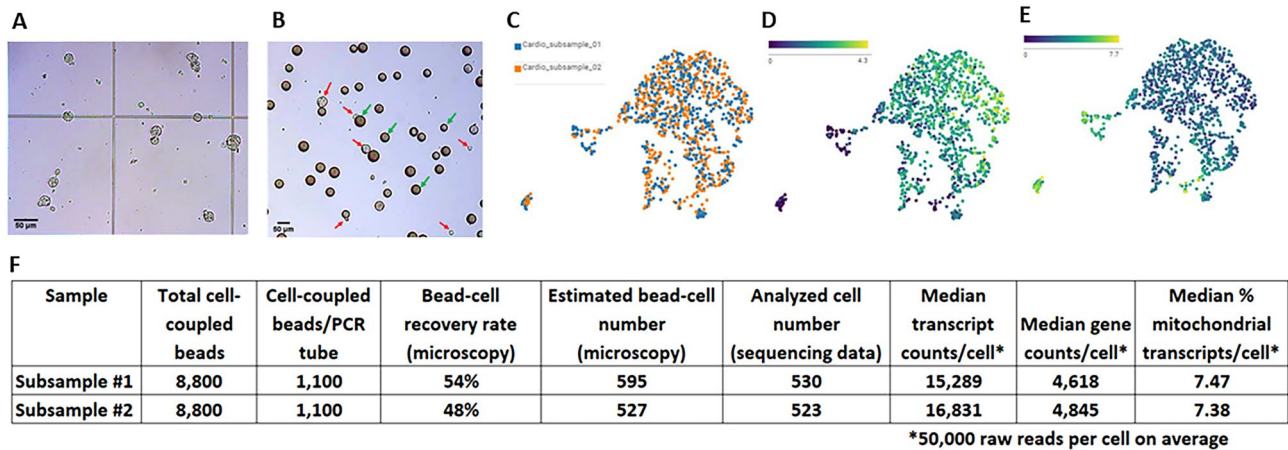 A
B
C
D
E
50 µm
50 µm
Cardio_subsample_01
Cardio_subsample_02
0
4.3
0
7.7
F
Sample
Total cell-
coupled
beads
Cell-coupled
beads/PCR
tube
Bead-cell
recovery rate
(microscopy)
Estimated bead-cell
number
(microscopy)
Analyzed cell
number
(sequencing data)
Median
transcript
counts/cell*
Median gene
counts/cell*
Median %
mitochondrial
transcripts/cell*
Subsample #1 8,800 1,100 54% 595 530 15,289 4,618 7.47
Subsample #2 8,800 1,100 48% 527 523 16,831 4,845 7.38
*50,000 raw reads per cell on average